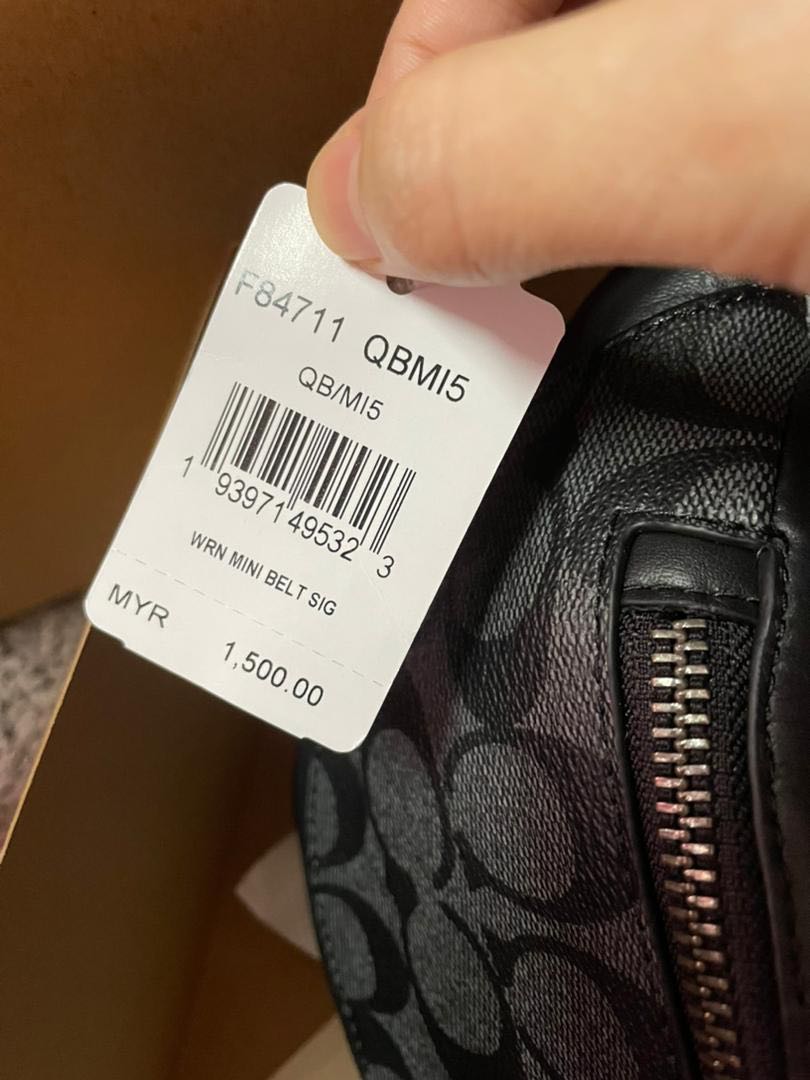 F84711 QBMI5
QB/MI5
1 93971 49532 3
WRN MINI BELT SIG
MYR 1,500.00